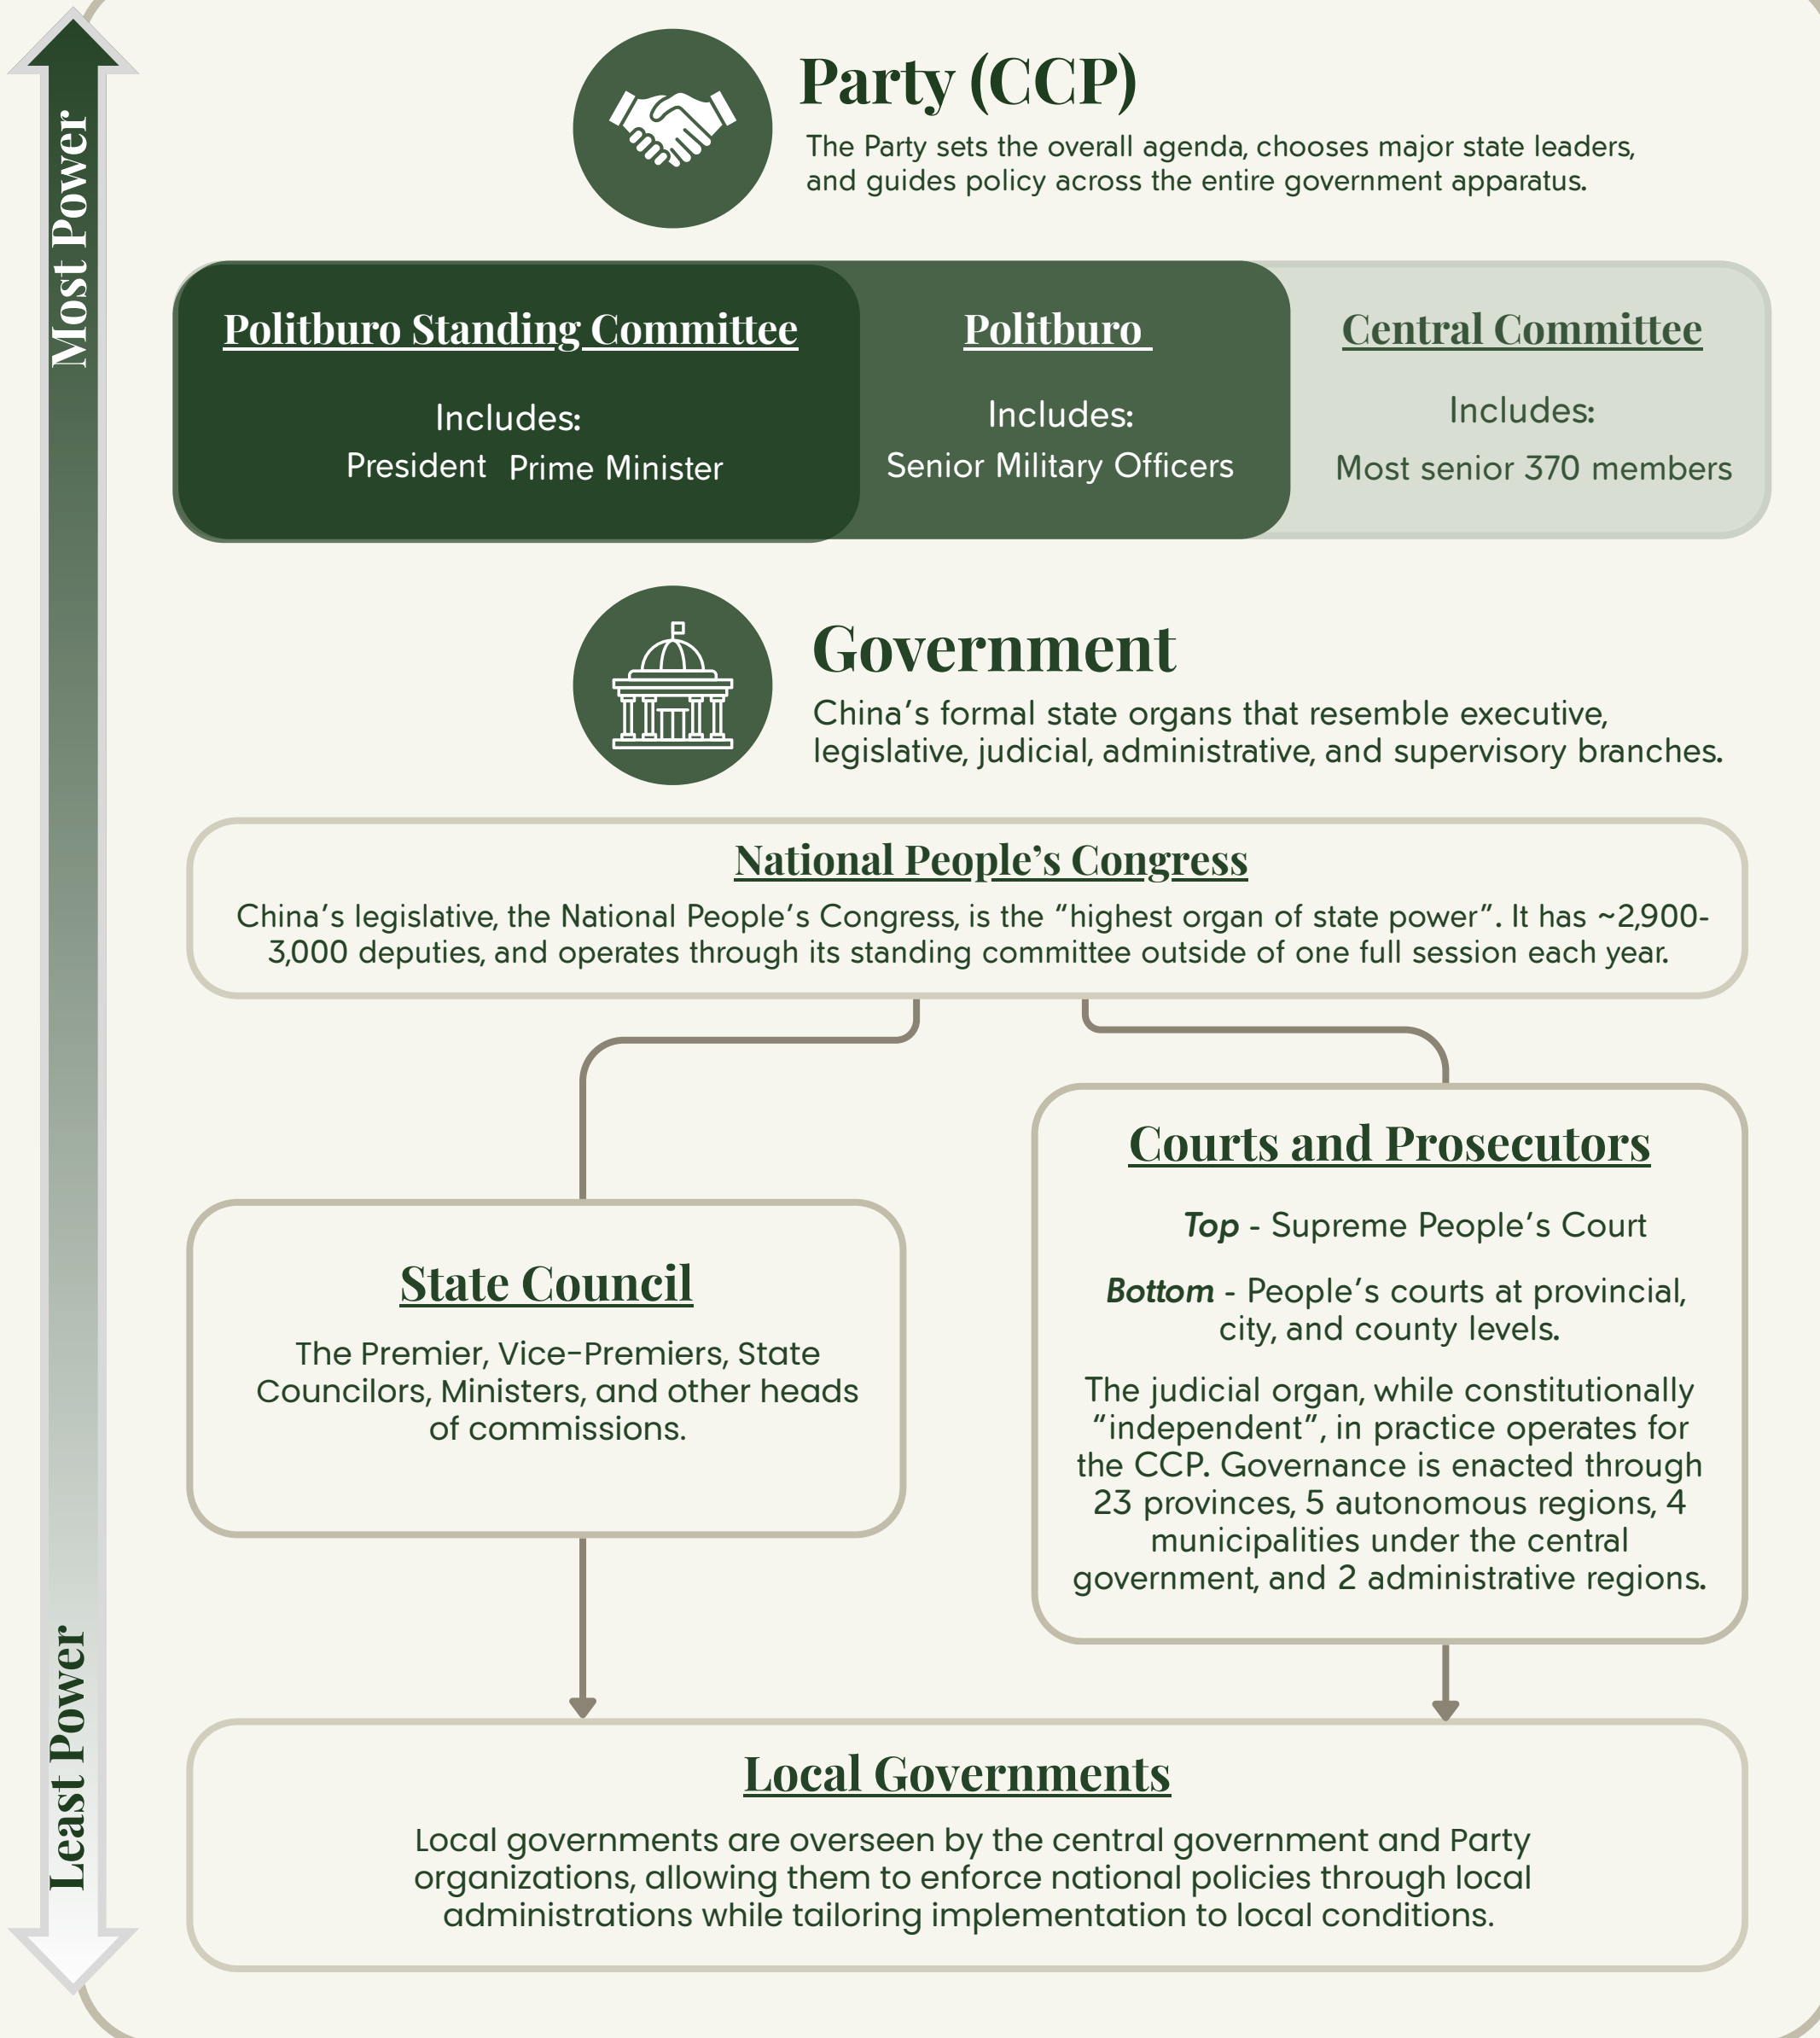 Most Power
Party (CCP)
The Party sets the overall agenda, chooses major state leaders,
and guides policy across the entire government apparatus.
Politburo Standing Committee
Includes:
President Prime Minister
Politburo
Includes:
Senior Military Officers
Central Committee
Includes:
Most senior 370 members
Government
China’s formal state organs that resemble executive,
legislative, judicial, administrative, and supervisory branches.
National People’s Congress
China’s legislative, the National People’s Congress, is the “highest organ of state power”. It has ~2,900-
3,000 deputies, and operates through its standing committee outside of one full session each year.
State Council
The Premier, Vice-Premiers, State
Councilors, Ministers, and other heads
of commissions.
Courts and Prosecutors
Top - Supreme People’s Court
Bottom - People’s courts at provincial,
city, and county levels.
The judicial organ, while constitutionally
“independent”, in practice operates for
the CCP. Governance is enacted through
23 provinces, 5 autonomous regions, 4
municipalities under the central
government, and 2 administrative regions.
Least Power
Local Governments
Local governments are overseen by the central government and Party
organizations, allowing them to enforce national policies through local
administrations while tailoring implementation to local conditions.